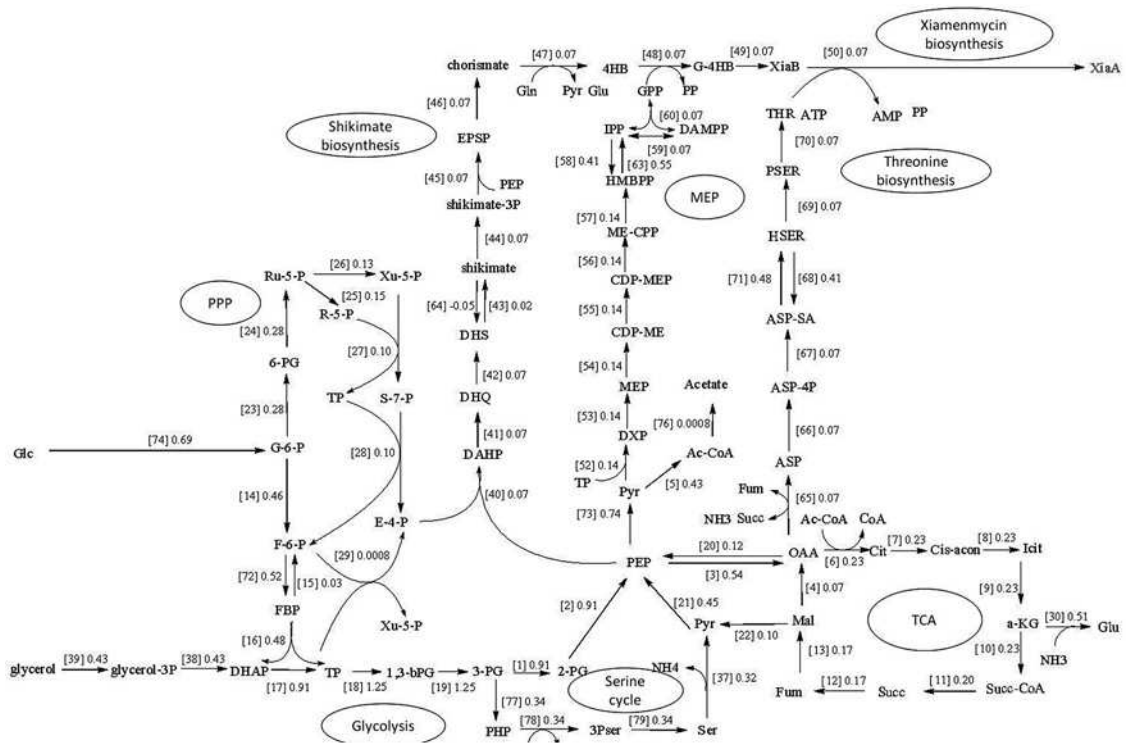 Xiamenmycin
biosynthesis
[47] 0.07
[48] 0.07
[49] 0.07
[50] 0.07
chorismate
4HB
G-4HB
XiaB
XiaA
Gln
Pyr
Glu
GPP
PP
[46] 0.07
Shikimate
biosynthesis
EPSP
[60] 0.07
IPP
DAMPP
[59] 0.07
THR
ATP
AMP
PP
[70] 0.07
Threonine
biosynthesis
[45] 0.07
PEP
[58] 0.41
[63] 0.55
PSER
shikimate-3P
HMBPP
MEP
[69] 0.07
[44] 0.07
[57] 0.14
ME-CPP
HSER
[26] 0.13
shikimate
[56] 0.14
Ru-5-P
Xu-5-P
CDP-MEP
[71] 0.48
[68] 0.41
PPP
[25] 0.15
[64] -0.05
[43] 0.02
[55] 0.14
R-5-P
ASP-SA
[24] 0.28
DHS
CDP-ME
[27] 0.10
[67] 0.07
6-PG
[42] 0.07
[54] 0.14
MEP
Acetate
ASP-4P
TP
S-7-P
DHQ
[23] 0.28
[53] 0.14
[76] 0.0008
[66] 0.07
[74] 0.69
[41] 0.07
DXP
Glc
G-6-P
[28] 0.10
DAHP
Ac-CoA
ASP
[52] 0.14
TP
[5] 0.43
[14] 0.46
[40] 0.07
Pyr
Fum
[65] 0.07
E-4-P
[73] 0.74
NH3
Succ
Ac-CoA
CoA
F-6-P
[29] 0.0008
[20] 0.12
OAA
[6] 0.23
Cit
[7] 0.23
Cis-acon
[8] 0.23
Icit
PEP
[3] 0.54
[72] 0.52
[15] 0.03
[4] 0.07
[9] 0.23
FBP
[2] 0.91
[21] 0.45
Xu-5-P
Pyr
[22] 0.10
Mal
TCA
a-KG
[30] 0.51
Glu
[16] 0.48
[10] 0.23
NH3
glycerol
[39] 0.43
glycerol-3P
[38] 0.43
DHAP
[17] 0.91
TP
[18] 1.25
1,3-bPG
[19] 1.25
3-PG
[1] 0.91
2-PG
NH4
[37] 0.32
[13] 0.17
Fum
[12] 0.17
Succ
[11] 0.20
Succ-CoA
Serine
cycle
[77] 0.34
Glycolysis
PHP
[78] 0.34
3Pser
[79] 0.34
Ser